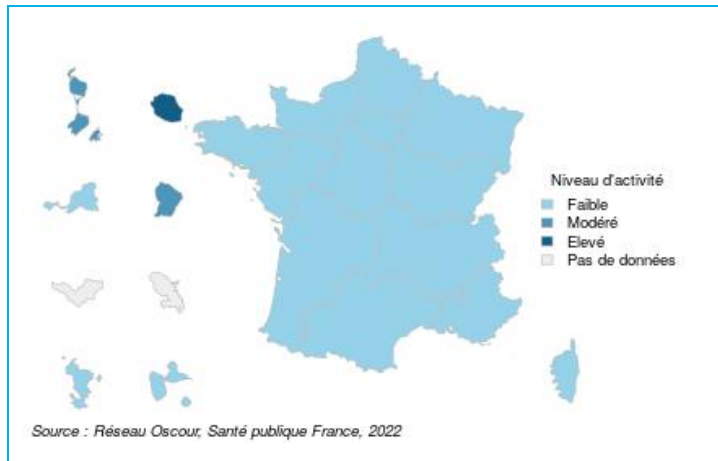 Niveau d'activité
Faible
Modéré
Elevé
Pas de données
Source : Réseau Oscour, Santé publique France, 2022